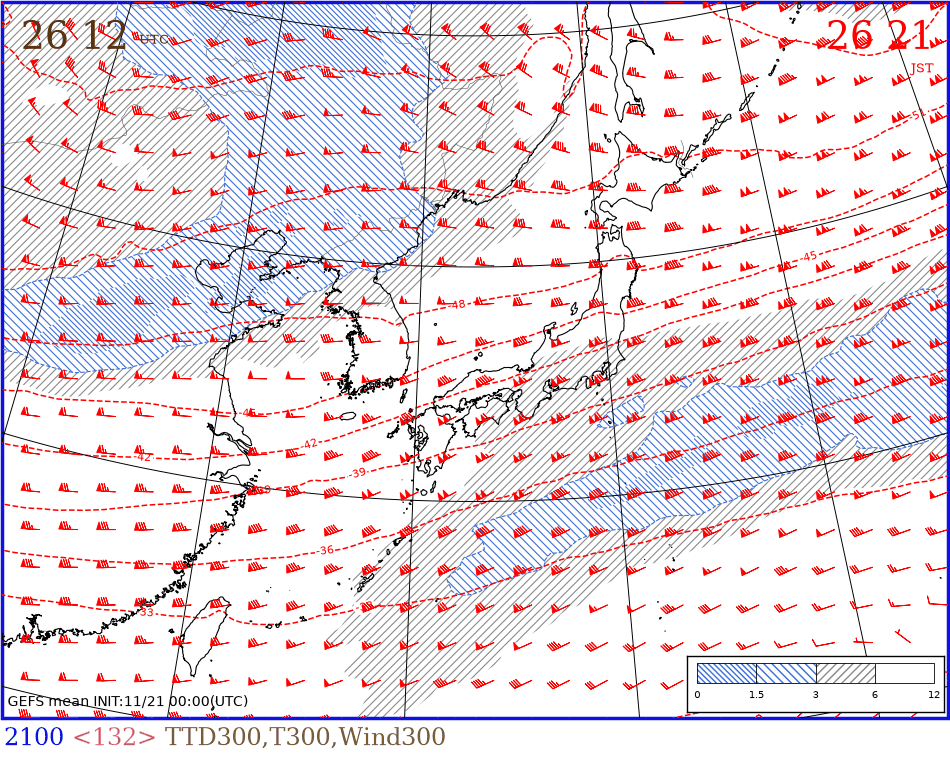 26 12 UTC
26 21
JST
-51
-45
-48
-45
-42
-42
-39
-39
-36
-33
GEFS mean INIT:11/21 00:00(UTC)
0 1.5 3 6 12
2100 <132> TTD300,T300,Wind300